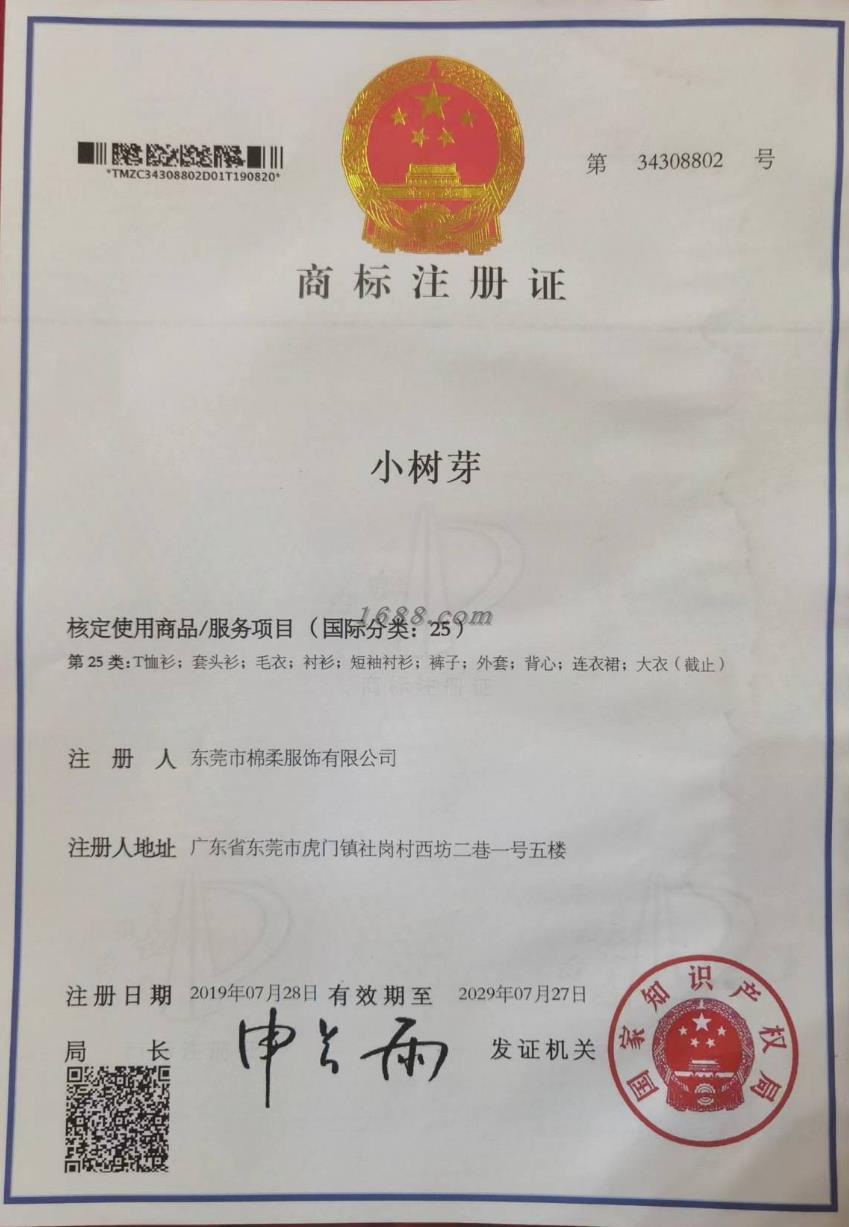 *TMZC34308802D01T190820*
第 34308802 号
商标注册证
小树芽
1688.com
核定使用商品/服务项目（国际分类：25）
第25类：T恤衫；套头衫；毛衣；衬衫；短袖衬衫；裤子；外套；背心；连衣裙；大衣（截止）
商标注册证
注册人 东莞市棉柔服饰有限公司
注册人地址 广东省东莞市虎门镇社岗村西坊二巷一号五楼
注册日期 2019年07月28日 有效期至 2029年07月27日
局长 申长雨 发证机关
国家知识产权局